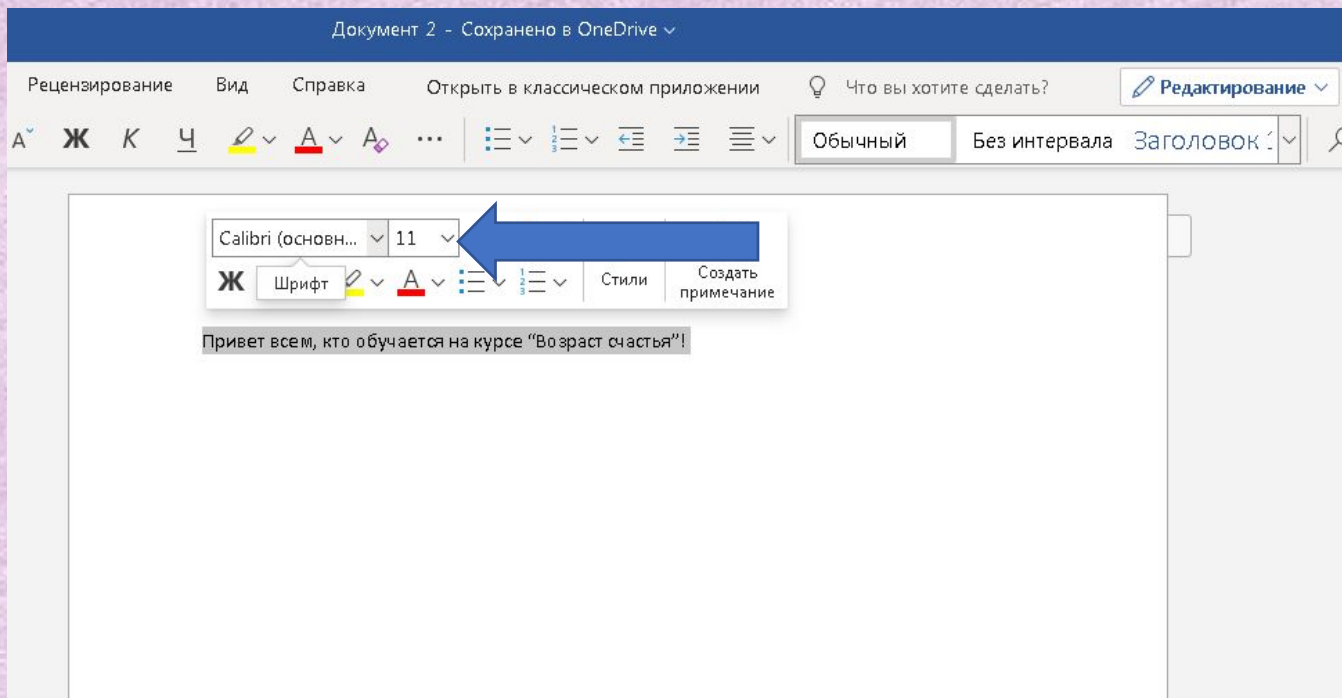 Документ 2 - Сохранено в OneDrive
Рецензирование Вид Справка Открыть в классическом приложении Что вы хотите сделать? Редактирование
A Ж К Ч A A ... Обычный Без интервала Заголовок
Calibri (основн... 11
Ж Шрифт A Стили Создать примечание
Привет всем, кто обучается на курсе “Возраст счастья”!